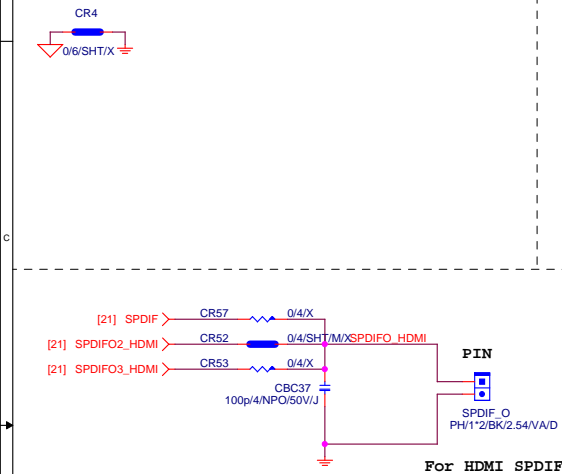 CR4
0/6/SHT/X
C
[21] SPDIF CR57 0/4/X
[21] SPDIFO2_HDMI CR52 0/4/SHT/M/X SPDIFO_HDMI
[21] SPDIFO3_HDMI CR53 0/4/X
PIN
CBC37
100p/4/NPO/50V/J
SPDIF_O
PH/1*2/BK/2.54/VA/D
For HDMI SPDIF